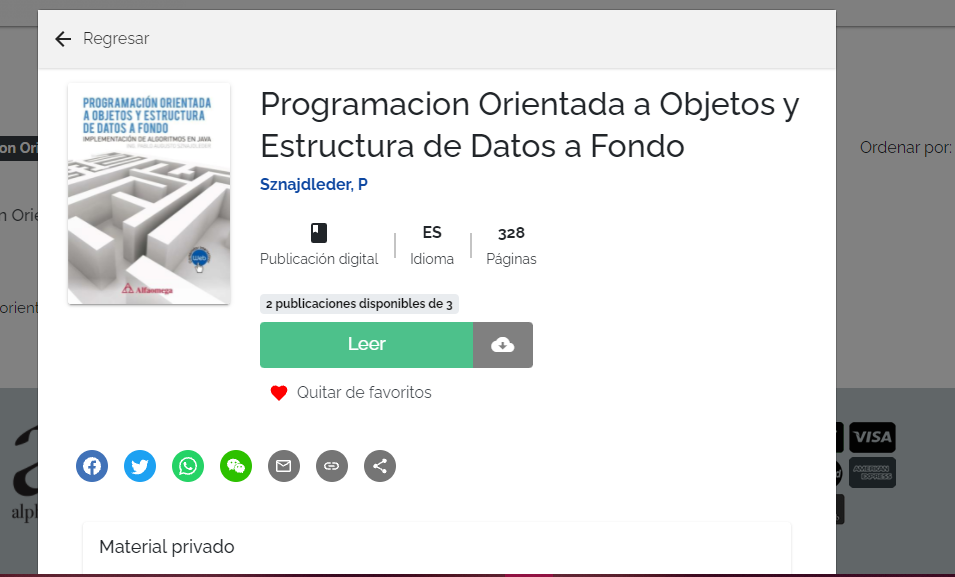 Regresar
PROGRAMACIÓN ORIENTADA
A OBJETOS Y ESTRUCTURA
DE DATOS A FONDO
IMPLEMENTACIÓN DE ALGORITMOS EN JAVA
ING. PABLO AUGUSTO SZNAJDLEDER
Web
Alfaomega
Programacion Orientada a Objetos y
Estructura de Datos a Fondo
Sznajdleder, P
Publicación digital
ES
Idioma
328
Páginas
2 publicaciones disponibles de 3
Leer
Quitar de favoritos
Material privado
on Ori
n Orie
orient
Ordenar por:
a
alph
VISA
AMERICAN
EXPRESS